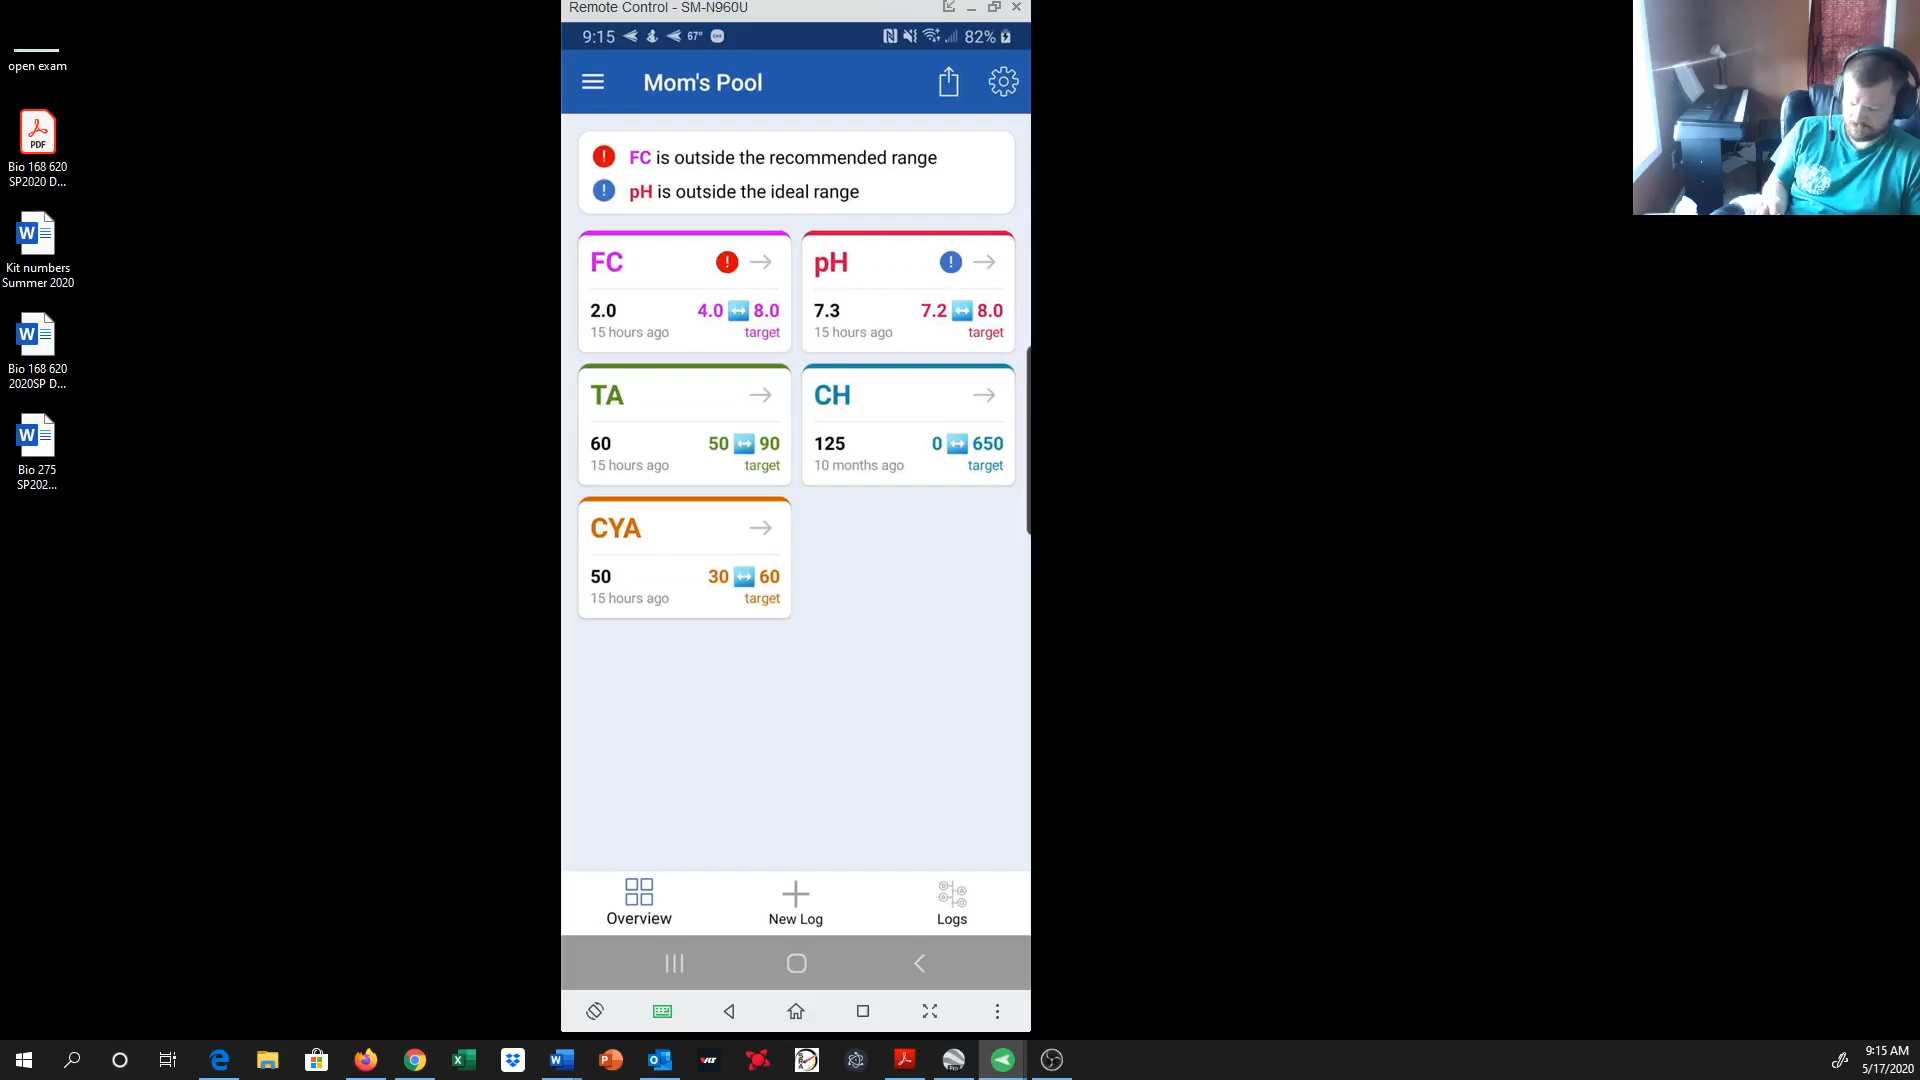 Remote Control - SM-N960U
9:15 67° 82%
Mom's Pool
FC is outside the recommended range
pH is outside the ideal range
FC
2.0 4.0 8.0
15 hours ago target
pH
7.3 7.2 8.0
15 hours ago target
TA
60 50 90
15 hours ago target
CH
125 0 650
10 months ago target
CYA
50 30 60
15 hours ago target
Overview
New Log
Logs
open exam
PDF
Bio 168 620
SP2020 D...
Kit numbers
Summer 2020
Bio 168 620
2020SP D...
Bio 275
SP202...
9:15 AM
5/17/2020